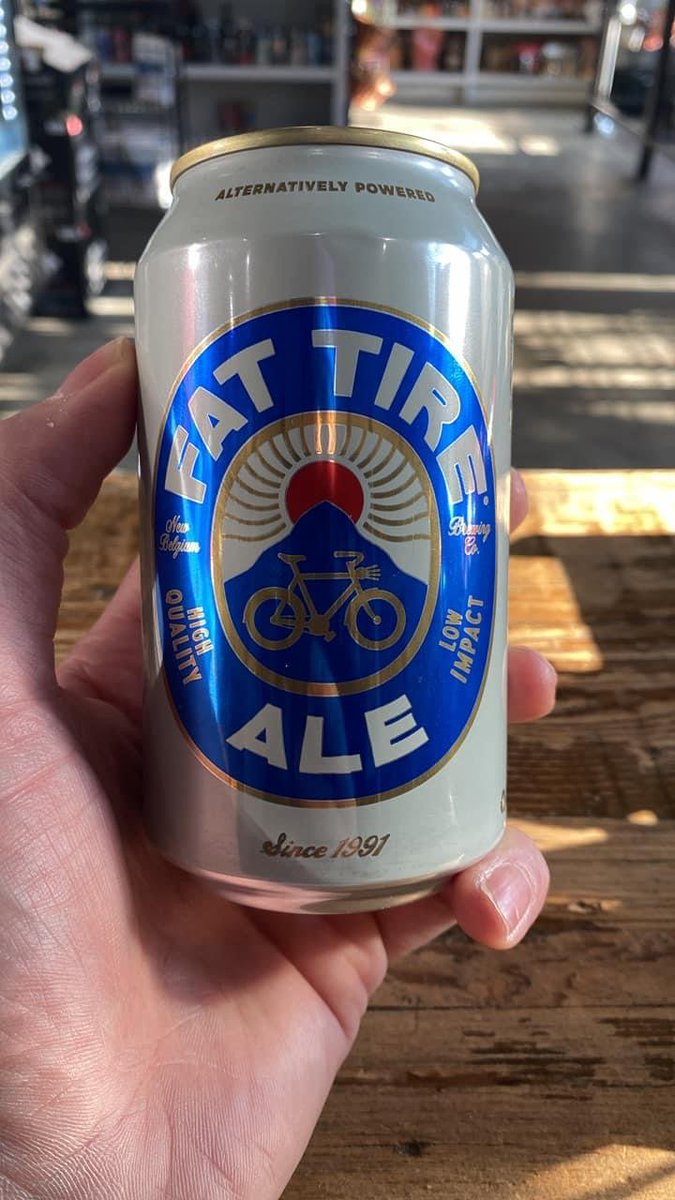 ALTERNATIVELY POWERED
FAT TIRE®
New
Belgium
Brewing
Co.
HIGH
QUALITY
LOW
IMPACT
ALE
Since 1991